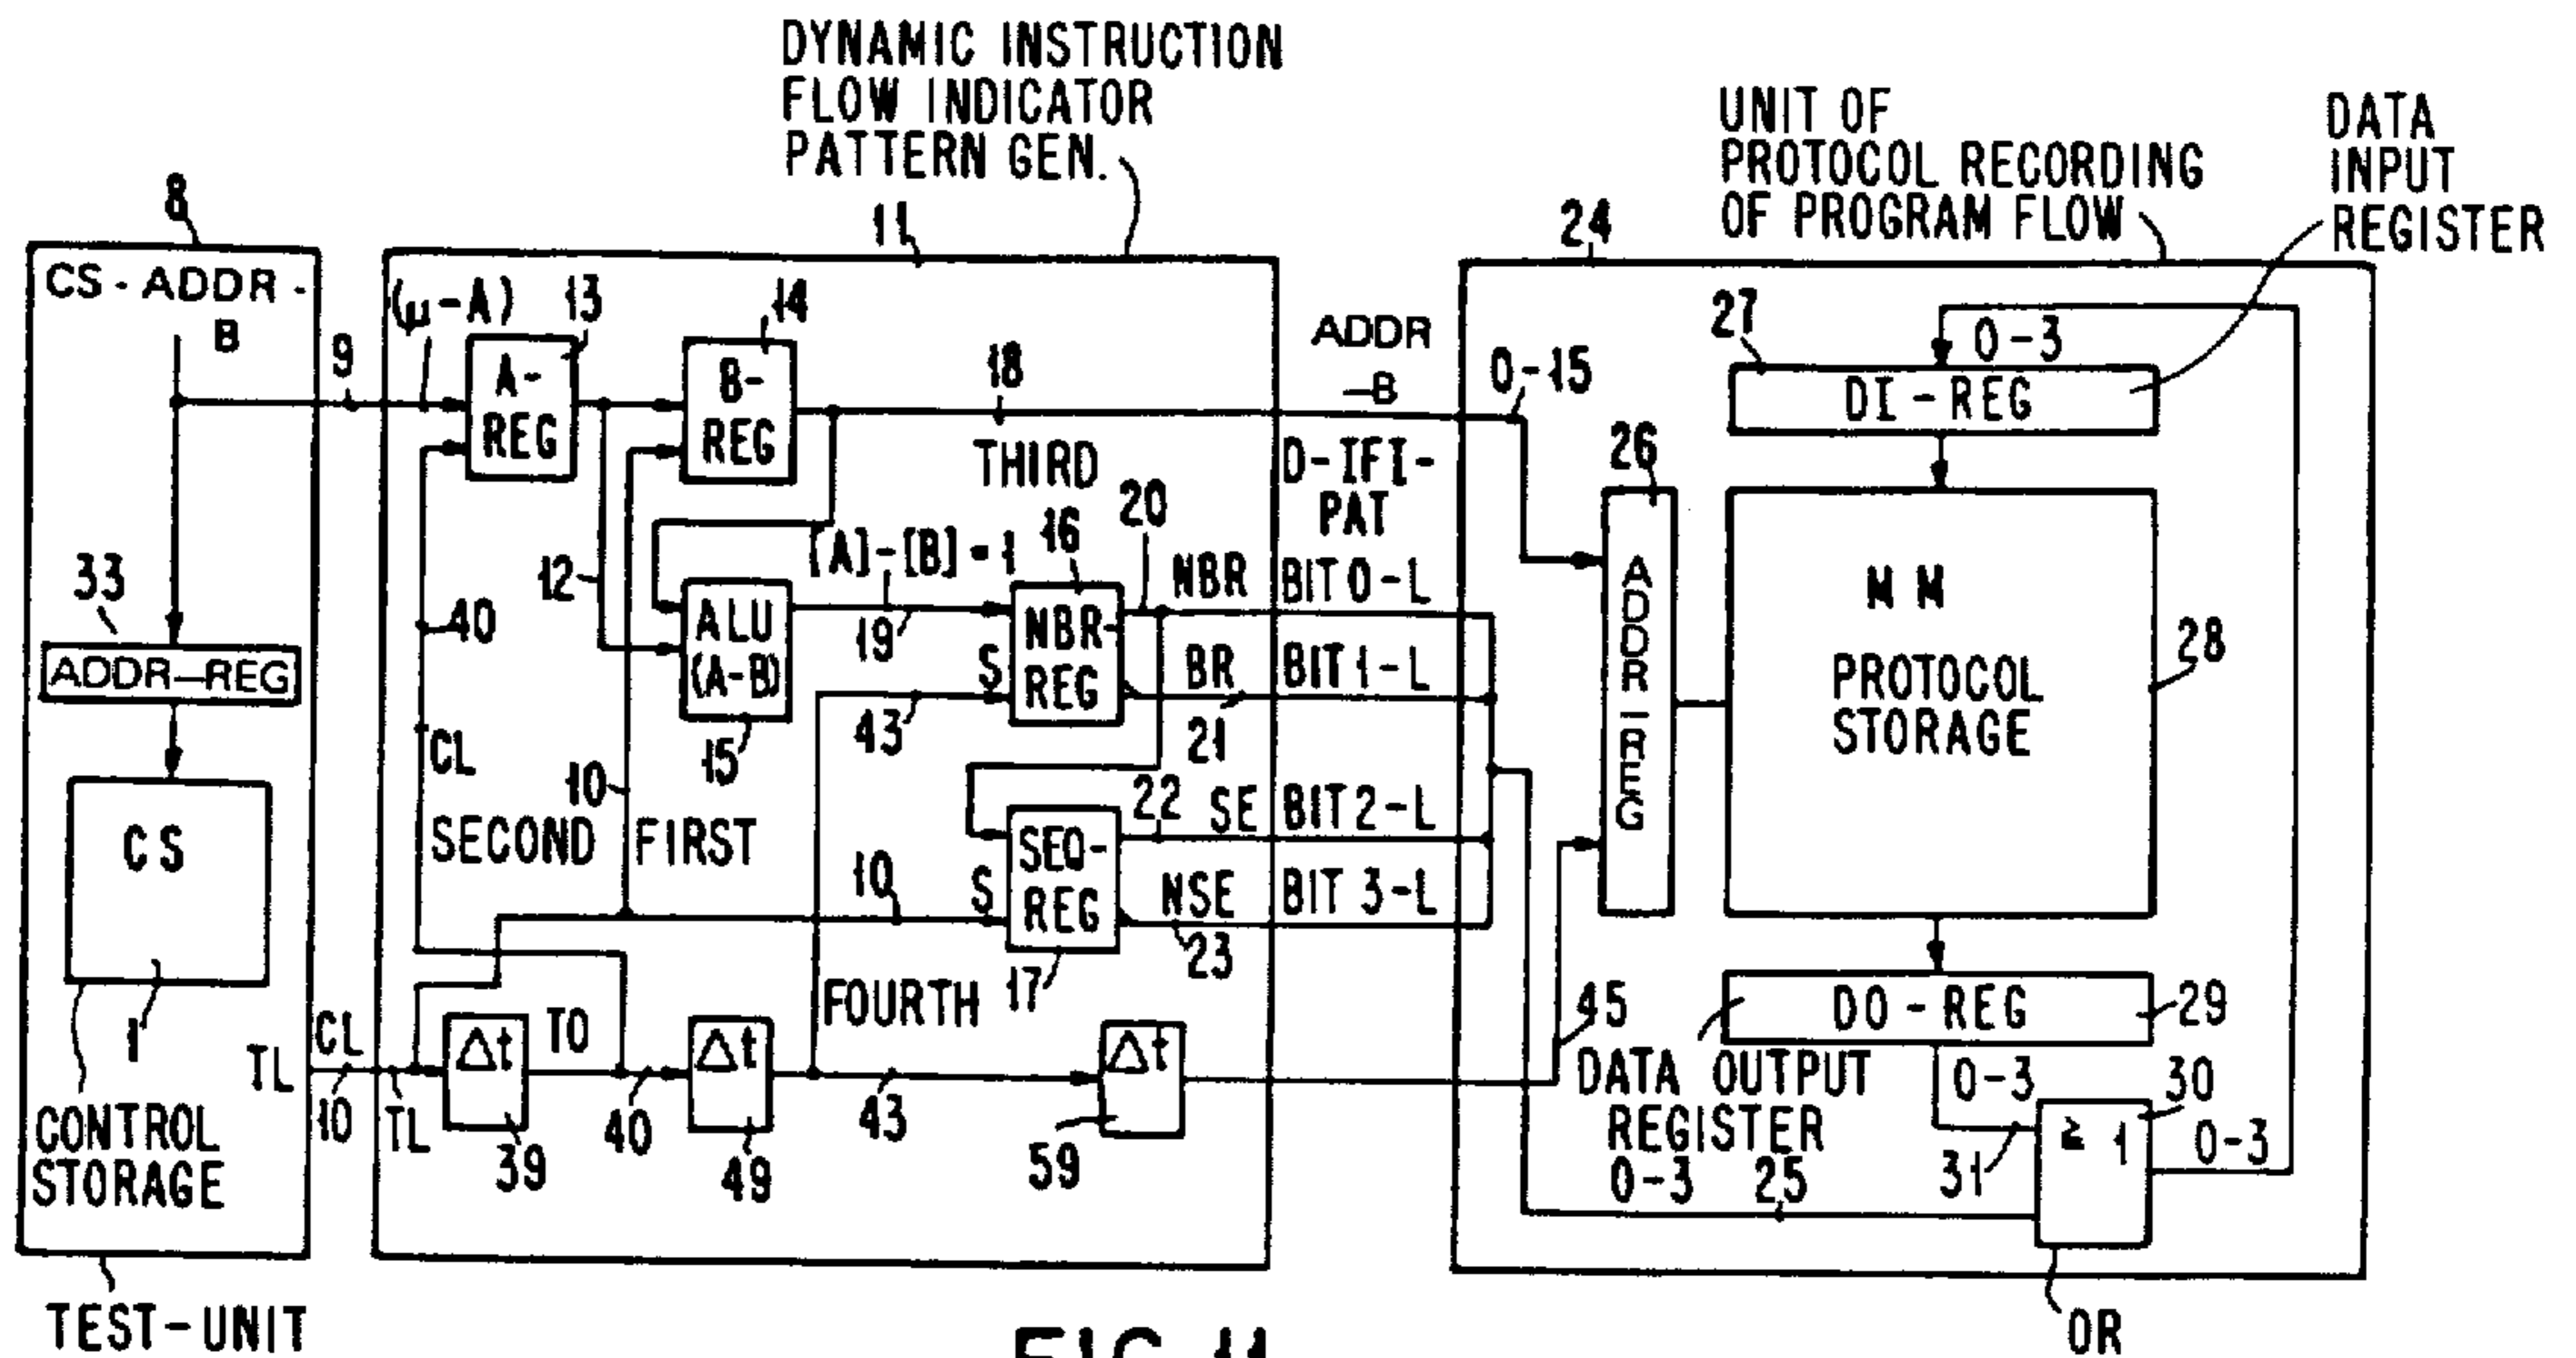 DYNAMIC INSTRUCTION
FLOW INDICATOR
PATTERN GEN.
11
UNIT OF
PROTOCOL RECORDING
OF PROGRAM FLOW
24
DATA
INPUT
REGISTER
8
CS - ADDR -
B
9
33
ADDR-REG
CS
1
CONTROL
STORAGE
TEST-UNIT
TL
CL
10
TL
(μ-A)
13
A-
REG
14
B-
REG
18
THIRD
12
40
CL
SECOND
FIRST
10
ALU
(A-B)
15
[A]-[B]=1
19
16
NBR-
REG
S
43
20
NBR
BR
21
10
S
SEQ-
REG
17
22
SE
NSE
23
Δt
39
TO
40
Δt
49
FOURTH
43
Δt
59
ADDR
-B
D-IFI-
PAT
BIT 0-L
BIT 1-L
BIT 2-L
BIT 3-L
0-15
26
ADDR REG
45
27
0-3
DI-REG
MM
PROTOCOL
STORAGE
28
DO-REG
29
DATA OUTPUT
REGISTER
0-3
25
0-3
31
≥ 1
30
0-3
OR
FIG. 11